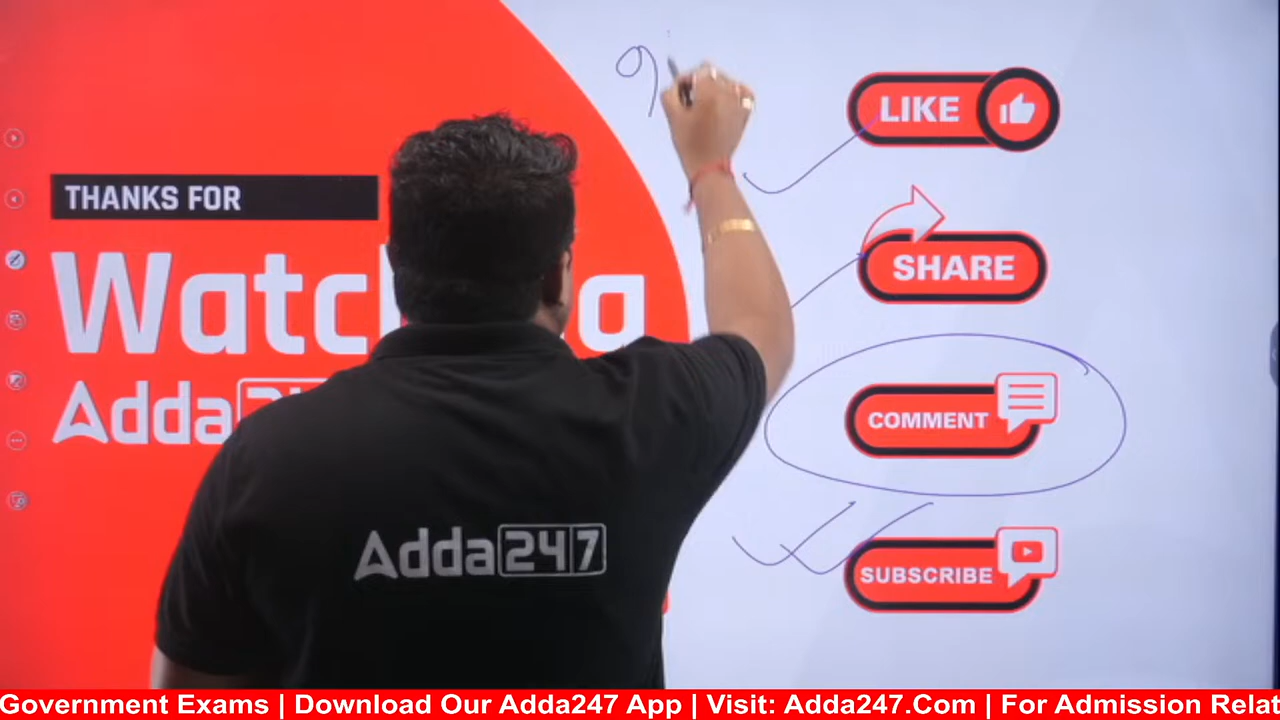 9
LIKE
THANKS FOR
SHARE
Adda
COMMENT
Adda247
SUBSCRIBE
Government Exams | Download Our Adda247 App | Visit: Adda247.Com | For Admission Relat